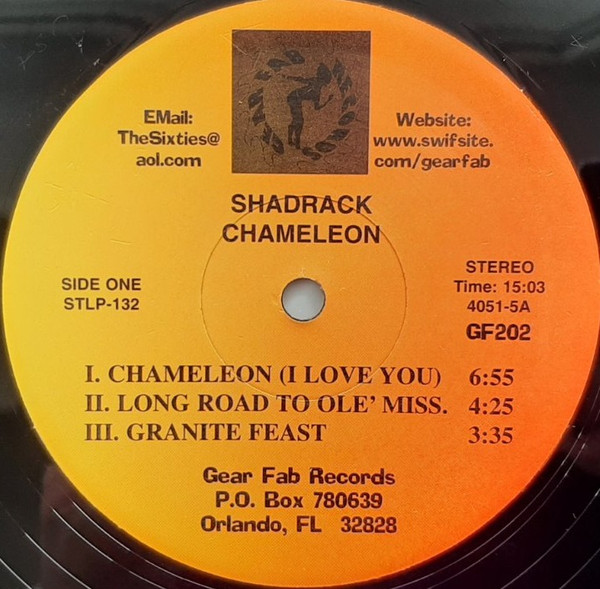 EMail:
TheSixties@
aol.com
Website:
www.swifsite.
com/gearfab
SHADRACK
CHAMELEON
SIDE ONE
STLP-132
STEREO
Time: 15:03
4051-5A
GF202
I. CHAMELEON (I LOVE YOU) 6:55
II. LONG ROAD TO OLE' MISS. 4:25
III. GRANITE FEAST 3:35
Gear Fab Records
P.O. Box 780639
Orlando, FL 32828